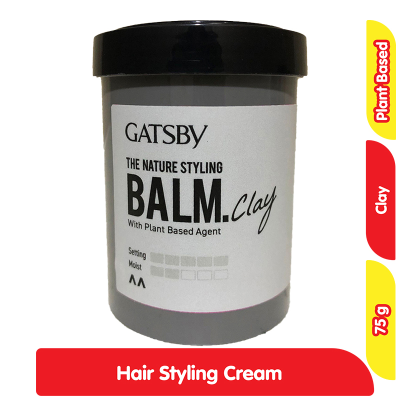 GATSBY
THE NATURE STYLING
BALM.Clay
With Plant Based Agent
Setting
Moist
Plant Based
Clay
75 g
Hair Styling Cream